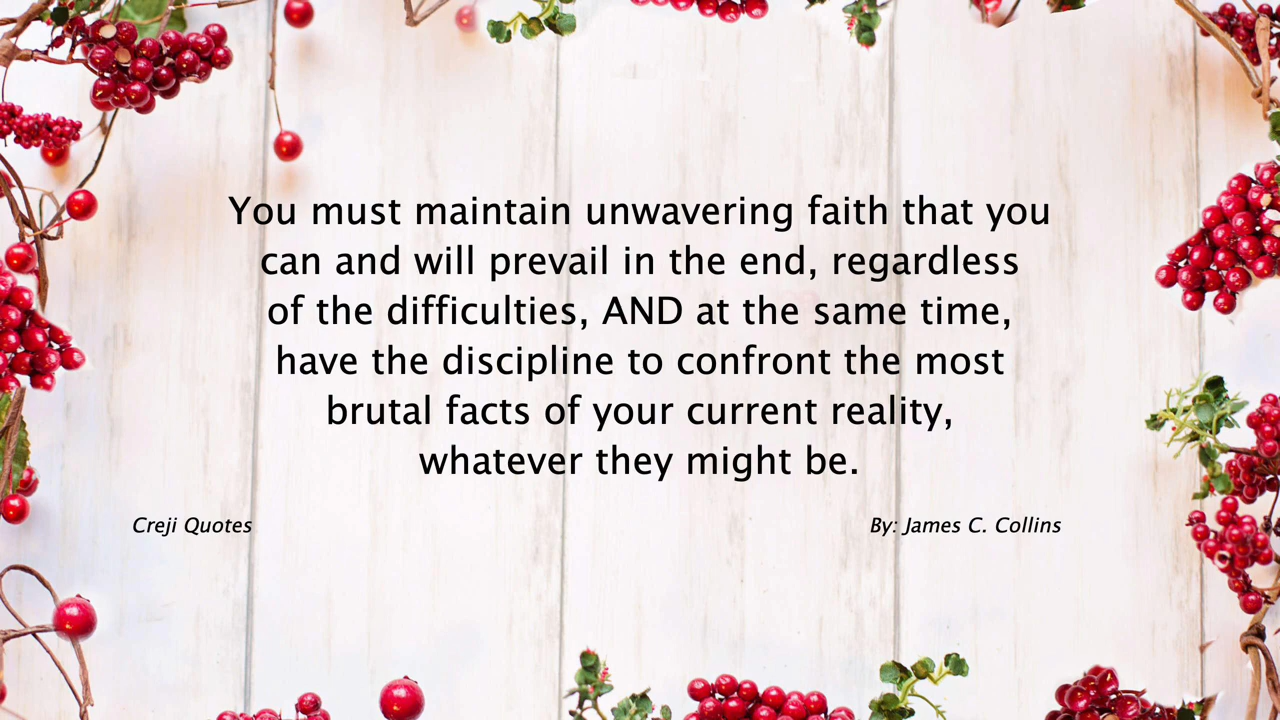 You must maintain unwavering faith that you
can and will prevail in the end, regardless
of the difficulties, AND at the same time,
have the discipline to confront the most
brutal facts of your current reality,
whatever they might be.
Creji Quotes
By: James C. Collins